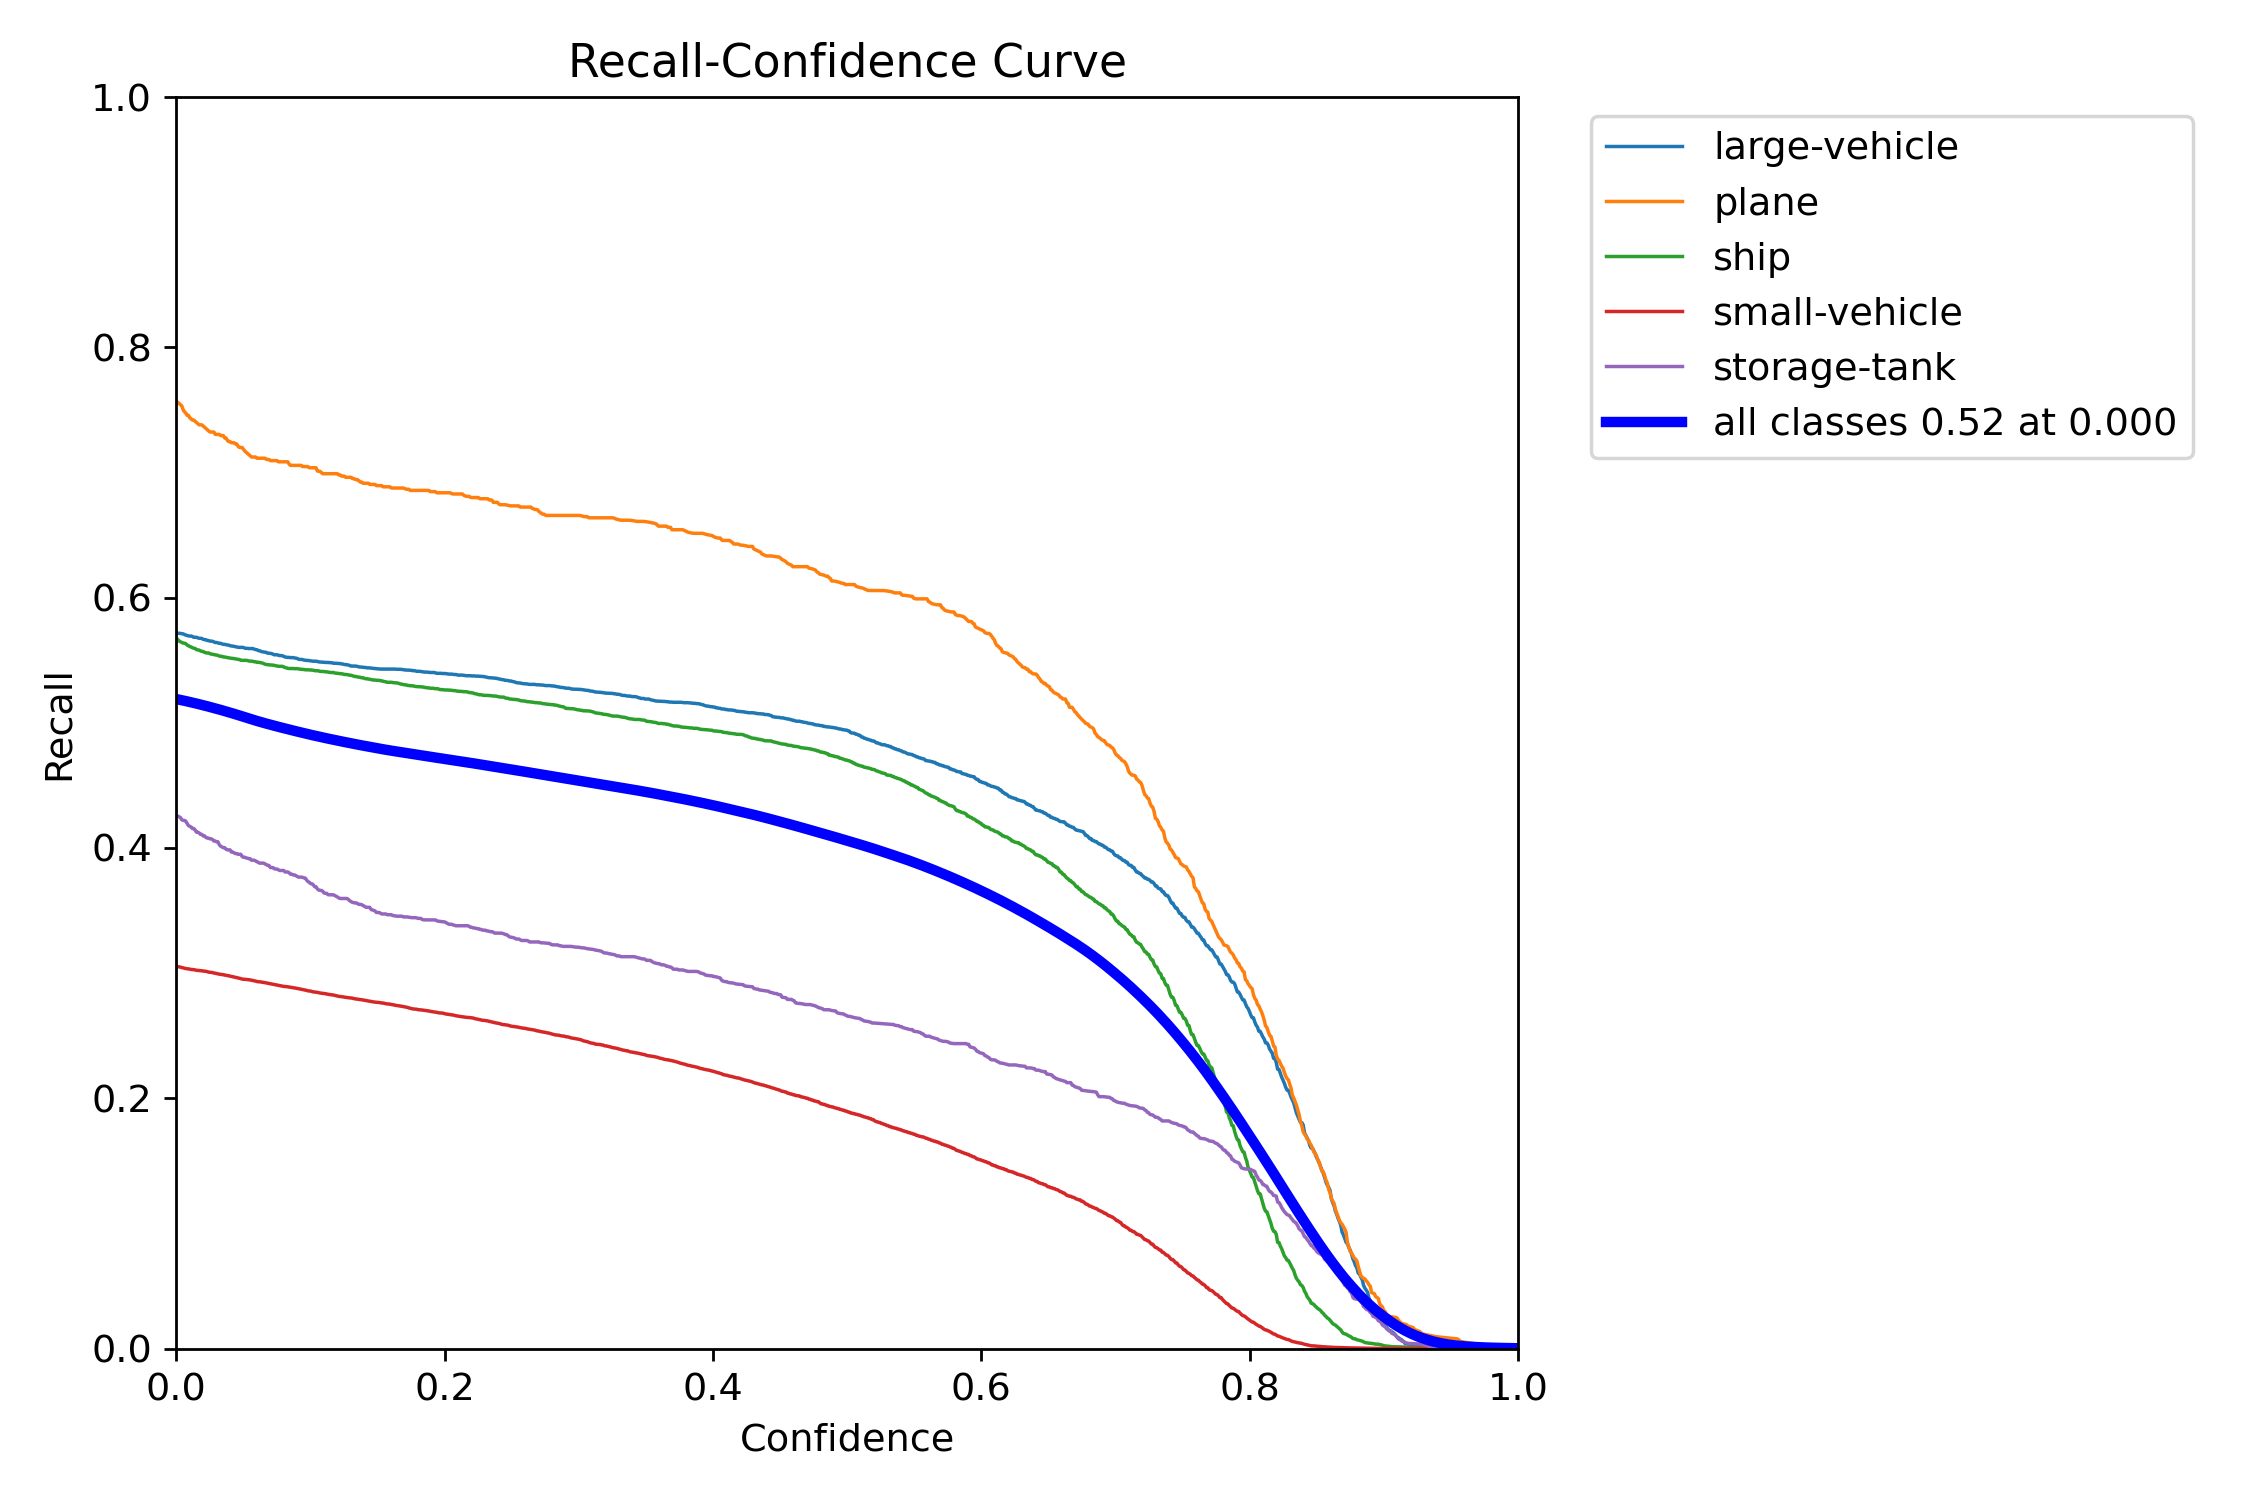 Recall-Confidence Curve
1.0
0.8
0.6
0.4
0.2
0.0
Recall
0.0 0.2 0.4 0.6 0.8 1.0
Confidence
large-vehicle
plane
ship
small-vehicle
storage-tank
all classes 0.52 at 0.000